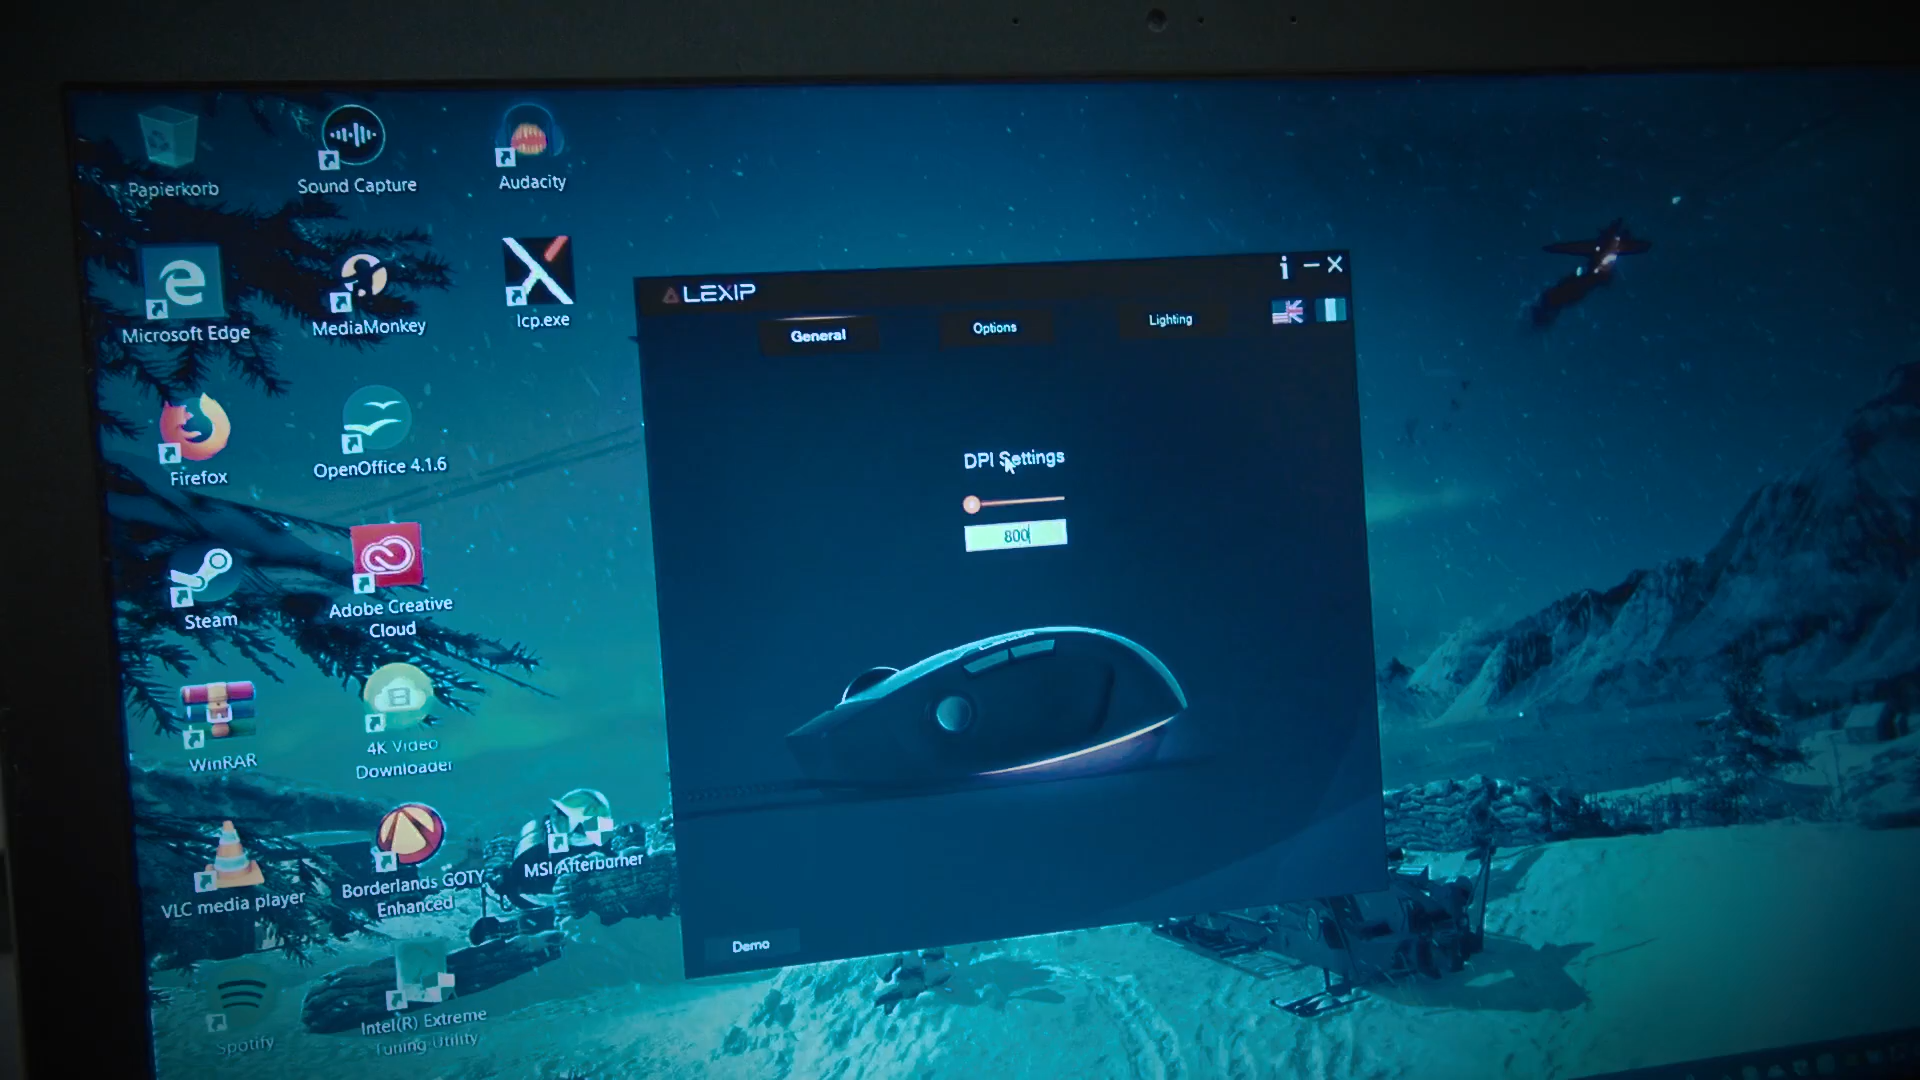 Papierkorb
Sound Capture
Audacity
Microsoft Edge
MediaMonkey
lcp.exe
Firefox
OpenOffice 4.1.6
Steam
Adobe Creative
Cloud
WinRAR
4K Video
Downloader
VLC media player
Borderlands GOTY
Enhanced
MSI Afterburner
Spotify
Intel(R) Extreme
Tuning Utility
LEXIP
General
Options
Lighting
DPI Settings
800
Demo